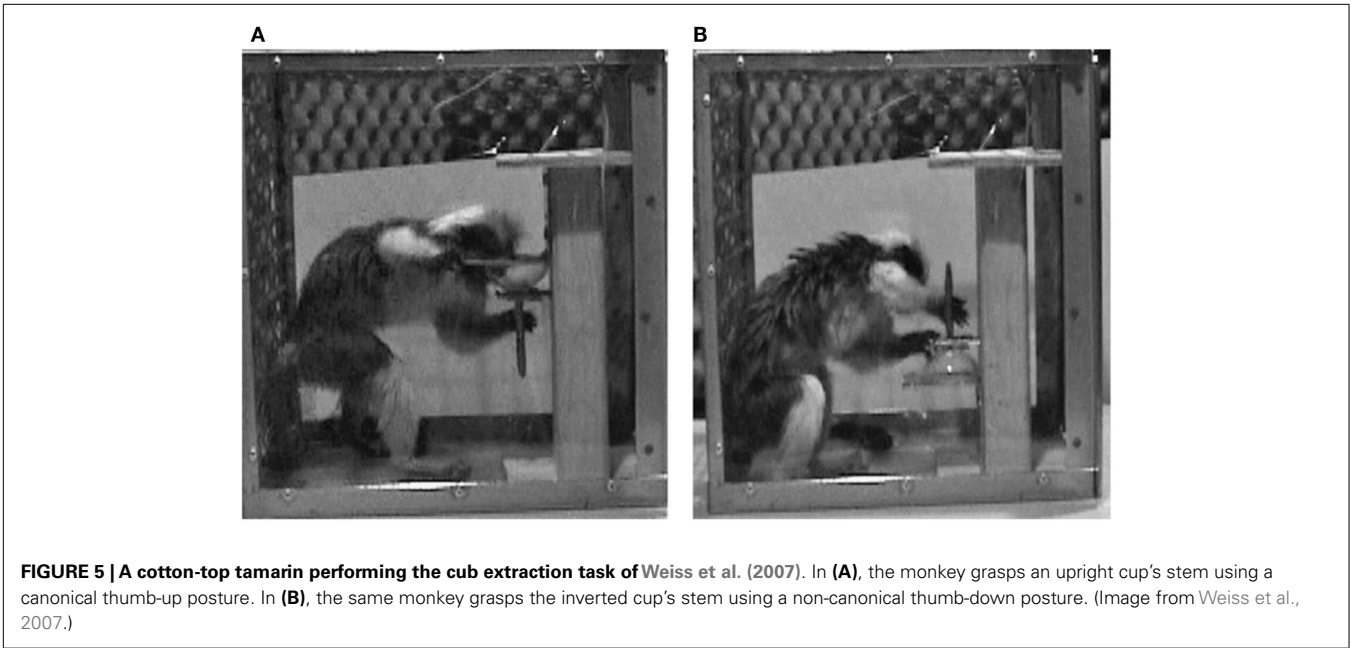 A
B
FIGURE 5 | A cotton-top tamarin performing the cub extraction task of Weiss et al. (2007). In (A), the monkey grasps an upright cup's stem using a
canonical thumb-up posture. In (B), the same monkey grasps the inverted cup's stem using a non-canonical thumb-down posture. (Image from Weiss et al.,
2007.)